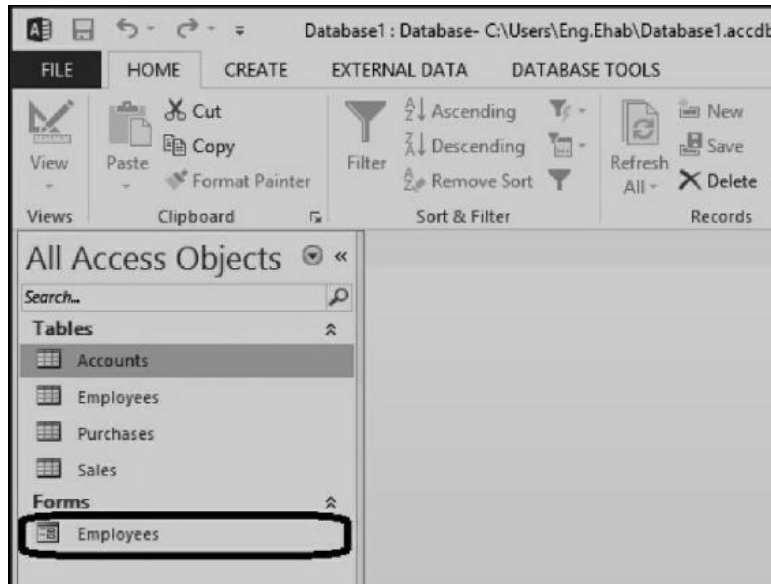 Database1 : Database- C:\Users\Eng.Ehab\Database1.accdb
FILE HOME CREATE EXTERNAL DATA DATABASE TOOLS
View
Paste
Cut
Copy
Format Painter
Filter
Ascending
Descending
Remove Sort
Refresh
All
New
Save
Delete
Views Clipboard Sort & Filter Records
All Access Objects
Search...
Tables
Accounts
Employees
Purchases
Sales
Forms
Employees